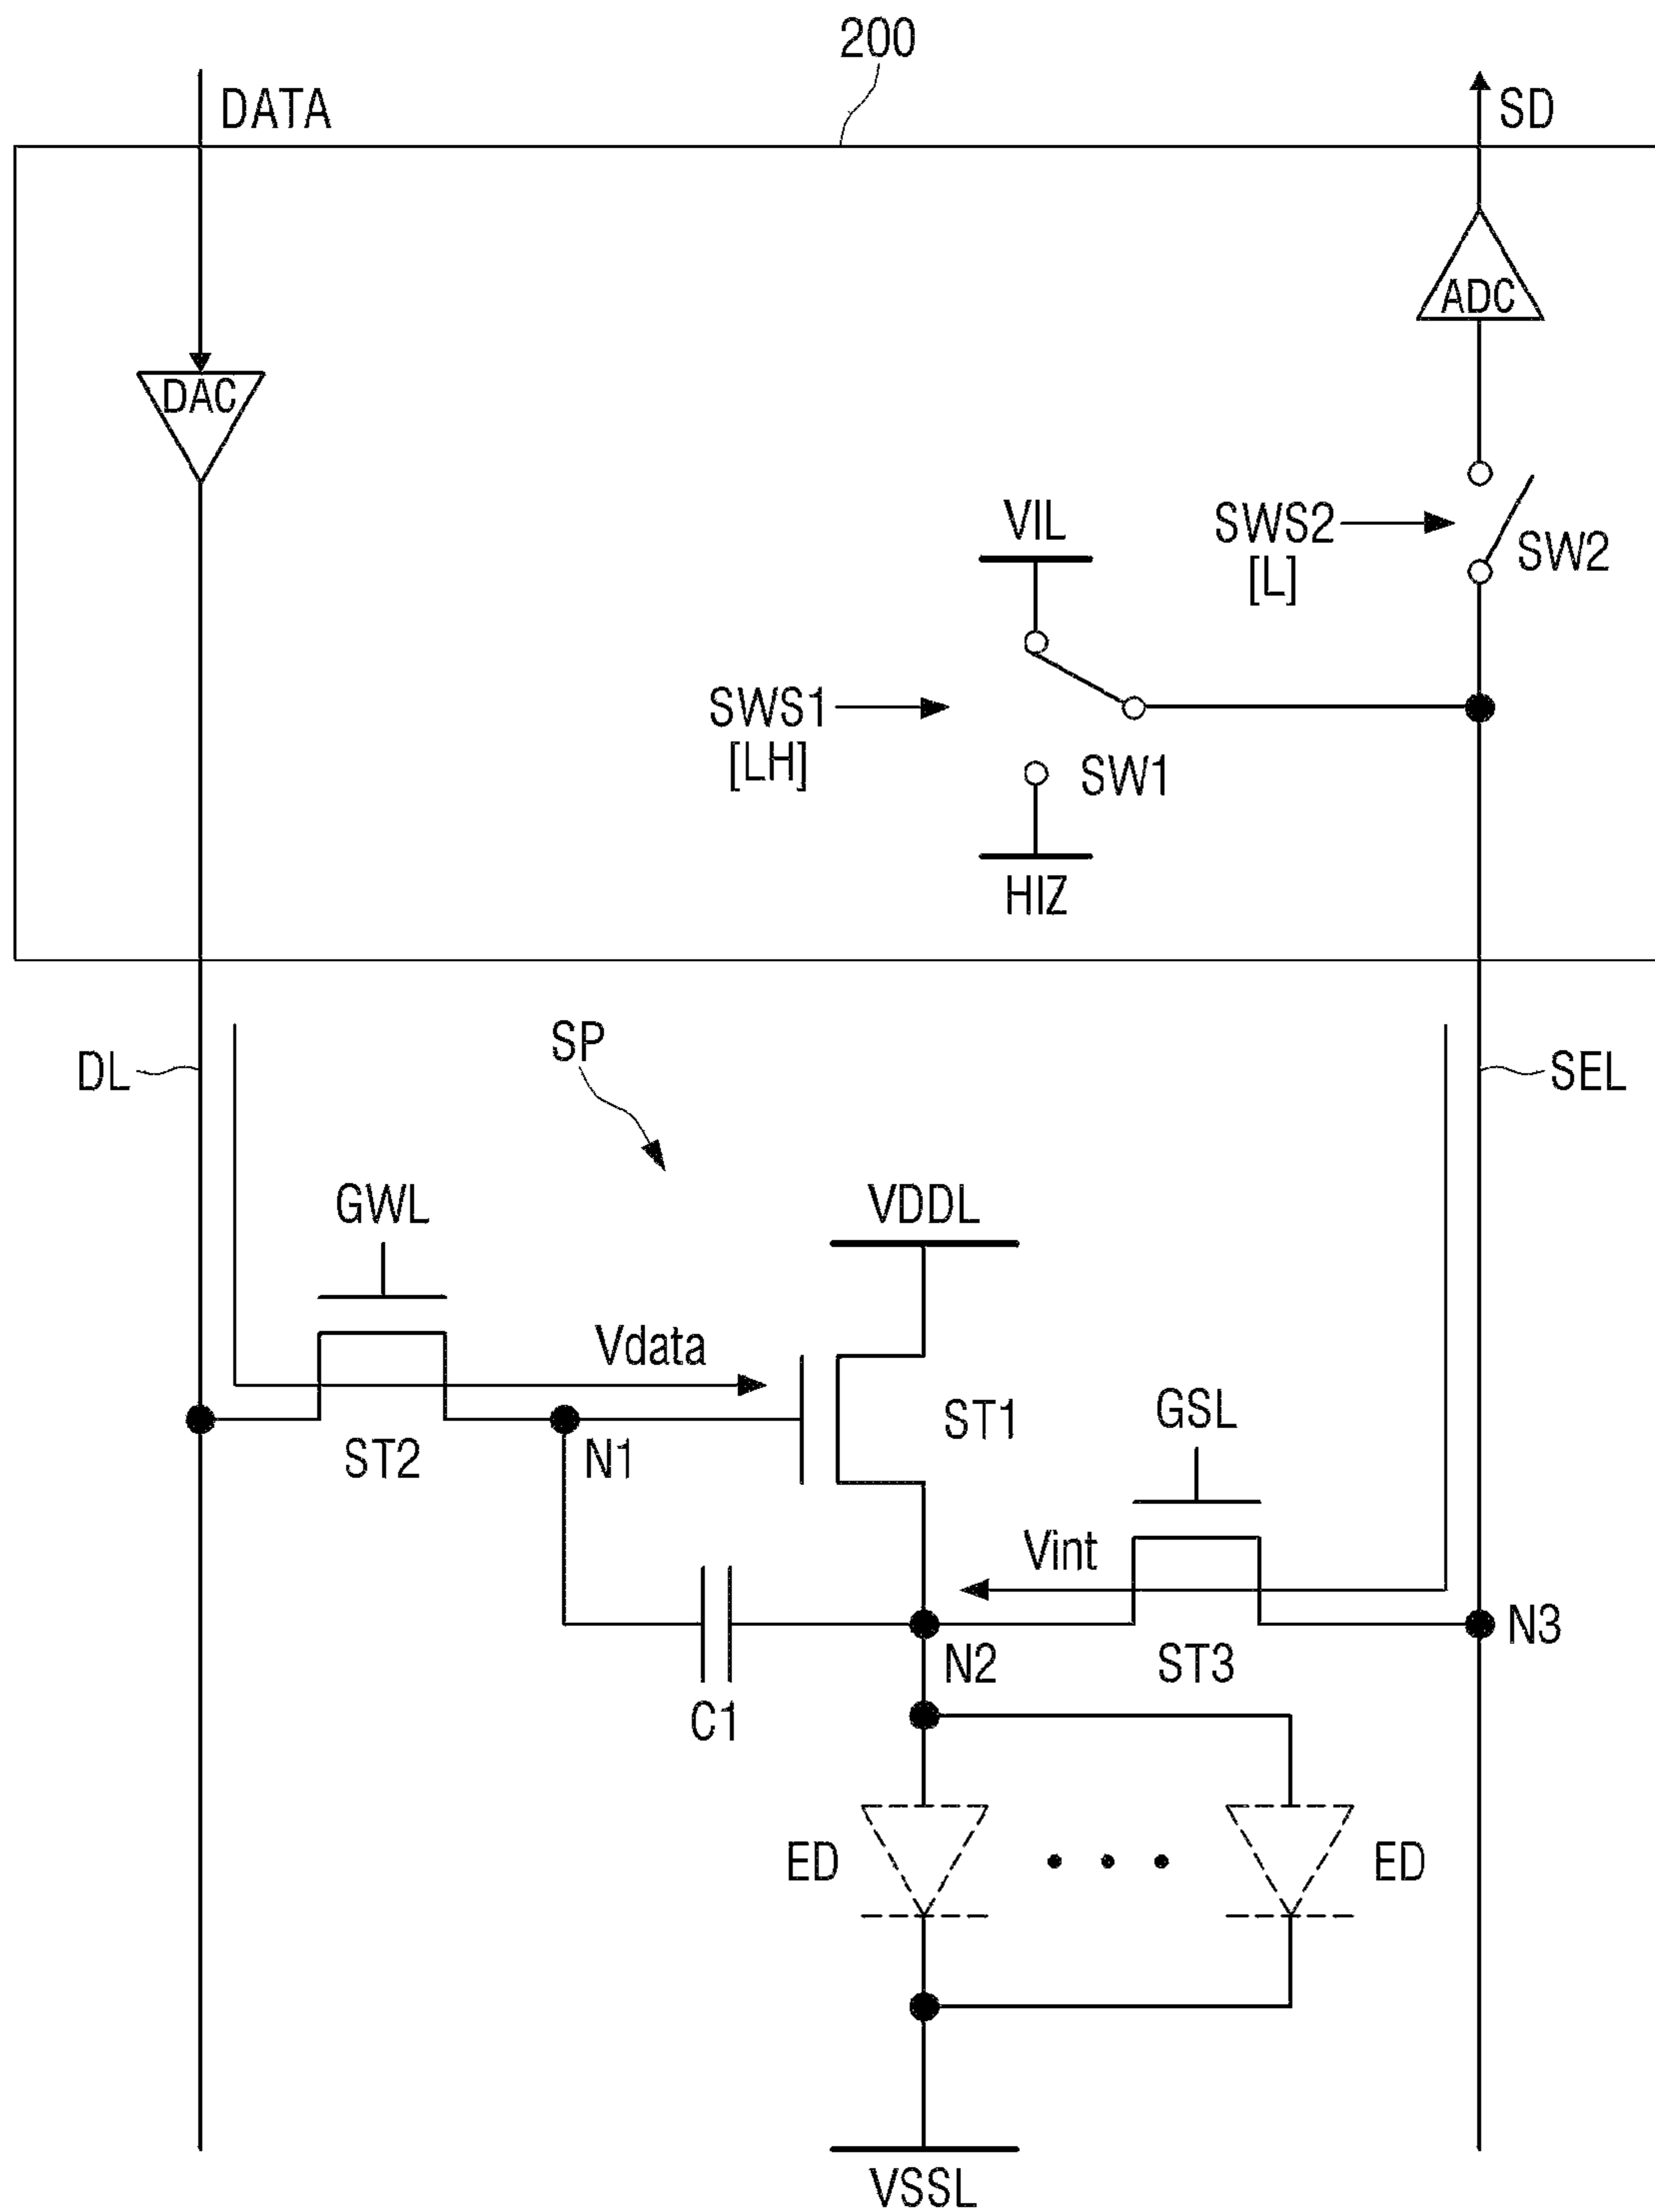 200
DATA
SD
ADC
DAC
VIL
SWS2
[L]
SW2
SWS1
[LH]
SW1
HIZ
DL
SP
SEL
GWL
VDDL
Vdata
ST1
GSL
ST2
N1
Vint
N3
N2
ST3
C1
ED
ED
VSSL